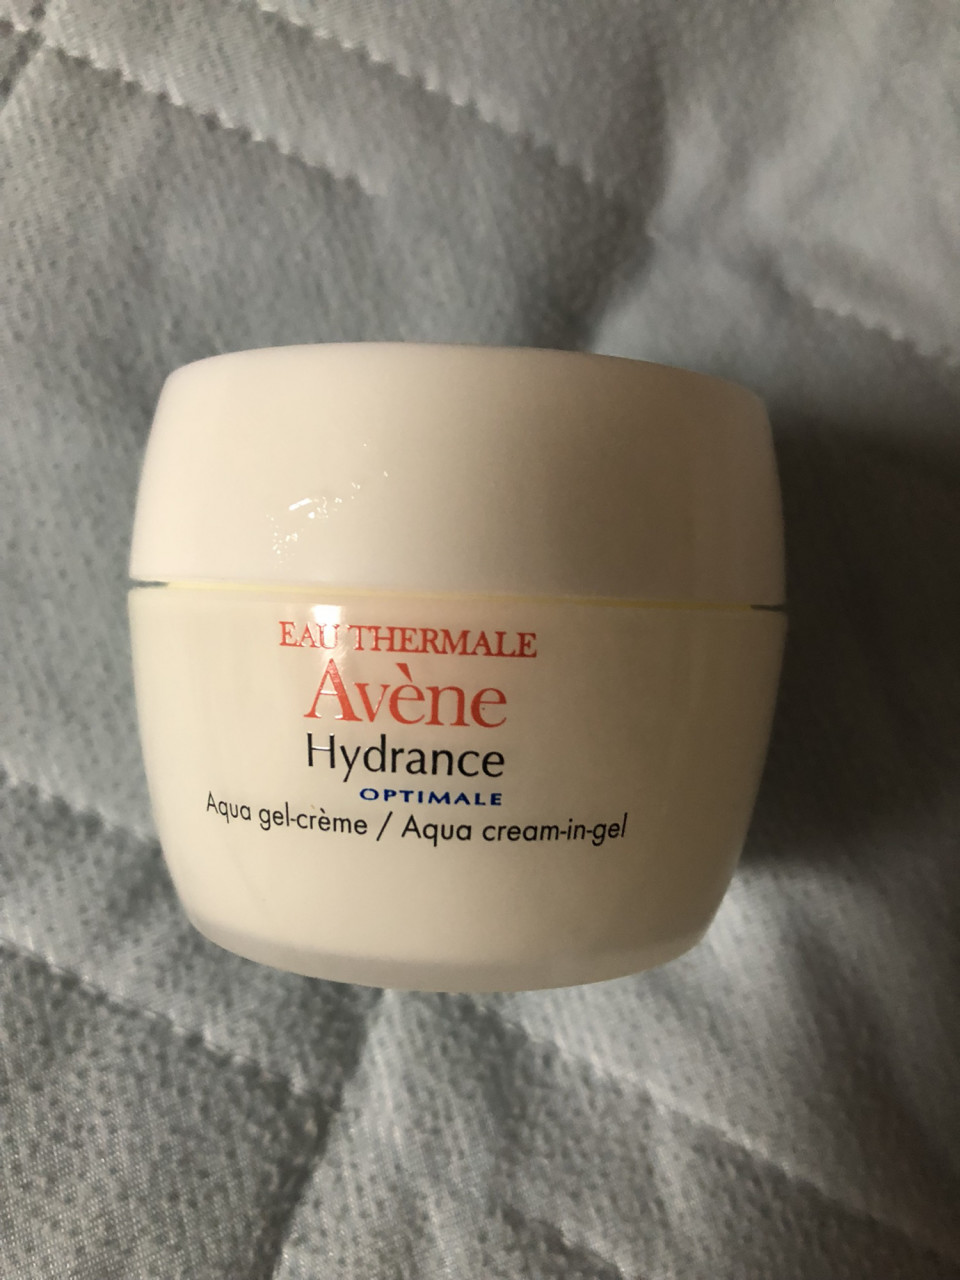 EAU THERMALE
Avène
Hydrance
OPTIMALE
Aqua gel-crème / Aqua cream-in-gel